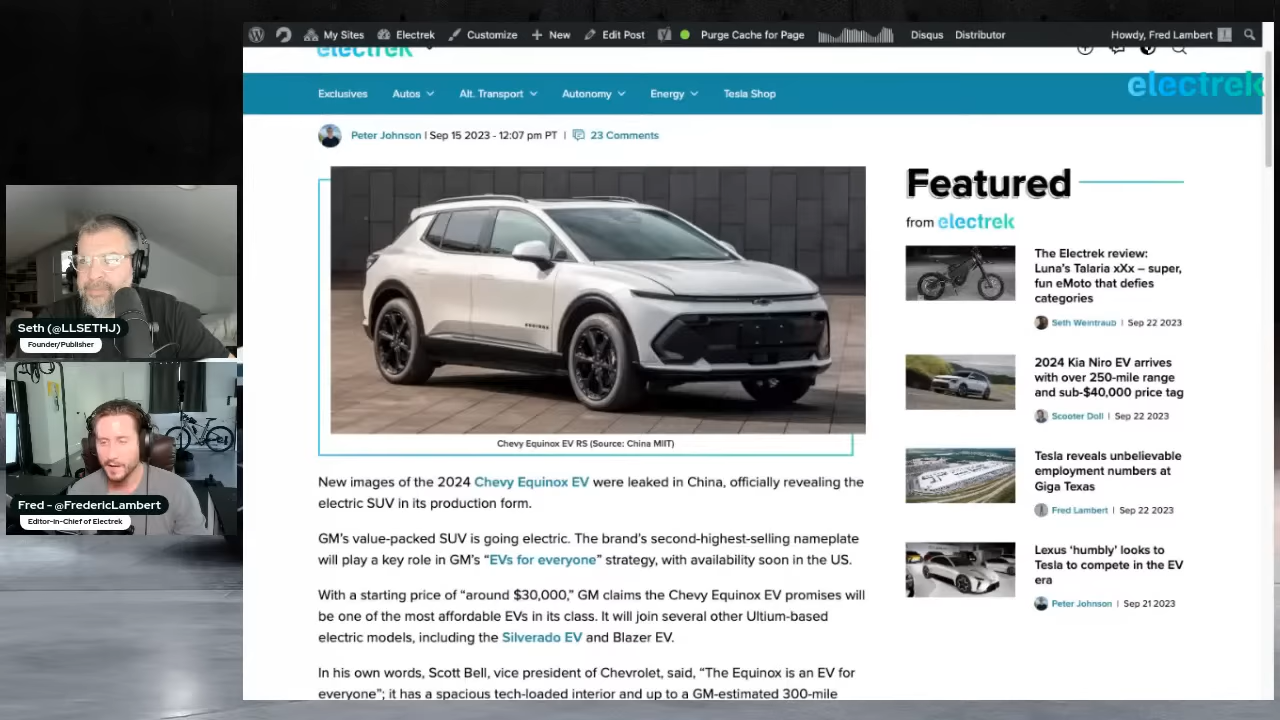 My Sites
Electrek
Customize
New
Edit Post
Purge Cache for Page
Disqus
Distributor
Howdy, Fred Lambert
electrek
electrek
Exclusives
Autos
Alt. Transport
Autonomy
Energy
Tesla Shop
Peter Johnson | Sep 15 2023 - 12:07 pm PT |
23 Comments
Chevy Equinox EV RS (Source: China MIIT)
New images of the 2024 Chevy Equinox EV were leaked in China, officially revealing the
electric SUV in its production form.
GM's value-packed SUV is going electric. The brand's second-highest-selling nameplate
will play a key role in GM's “EVs for everyone” strategy, with availability soon in the US.
With a starting price of “around $30,000,” GM claims the Chevy Equinox EV promises will
be one of the most affordable EVs in its class. It will join several other Ultium-based
electric models, including the Silverado EV and Blazer EV.
In his own words, Scott Bell, vice president of Chevrolet, said, “The Equinox is an EV for
everyone”; it has a spacious tech-loaded interior and up to a GM-estimated 300-mile
Featured
from electrek
The Electrek review:
Luna's Talaria xXx – super,
fun eMoto that defies
categories
Seth Weintraub | Sep 22 2023
2024 Kia Niro EV arrives
with over 250-mile range
and sub-$40,000 price tag
Scooter Doll | Sep 22 2023
Tesla reveals unbelievable
employment numbers at
Giga Texas
Fred Lambert | Sep 22 2023
Lexus ‘humbly’ looks to
Tesla to compete in the EV
era
Peter Johnson | Sep 21 2023
Seth (@LLSETHJ)
Founder/Publisher
Fred - @FredericLambert
Editor-in-Chief of Electrek